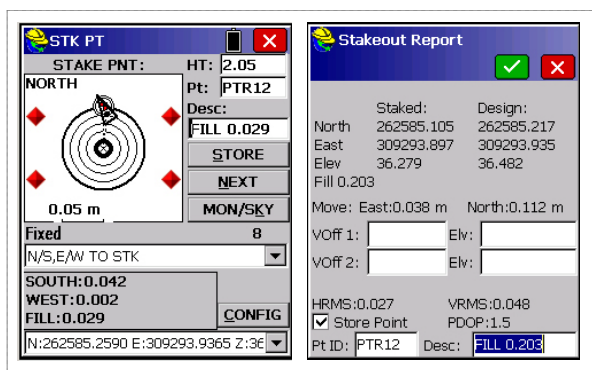 STK PT
STAKE PNT: HT: 2.05
NORTH Pt: PTR12
Desc:
FILL 0.029
STORE
NEXT
0.05 m MON/SKY
Fixed 8
N/S,E/W TO STK
SOUTH:0.042
WEST:0.002
FILL:0.029 CONFIG
N:262585.2590 E:309293.9365 Z:36
Stakeout Report
Staked: Design:
North 262585.105 262585.217
East 309293.897 309293.935
Elev 36.279 36.482
Fill 0.203
Move: East:0.038 m North:0.112 m
VOff 1: Elv:
VOff 2: Elv:
HRMS:0.027 VRMS:0.048
Store Point PDOP:1.5
Pt ID: PTR12 Desc: FILL 0.203